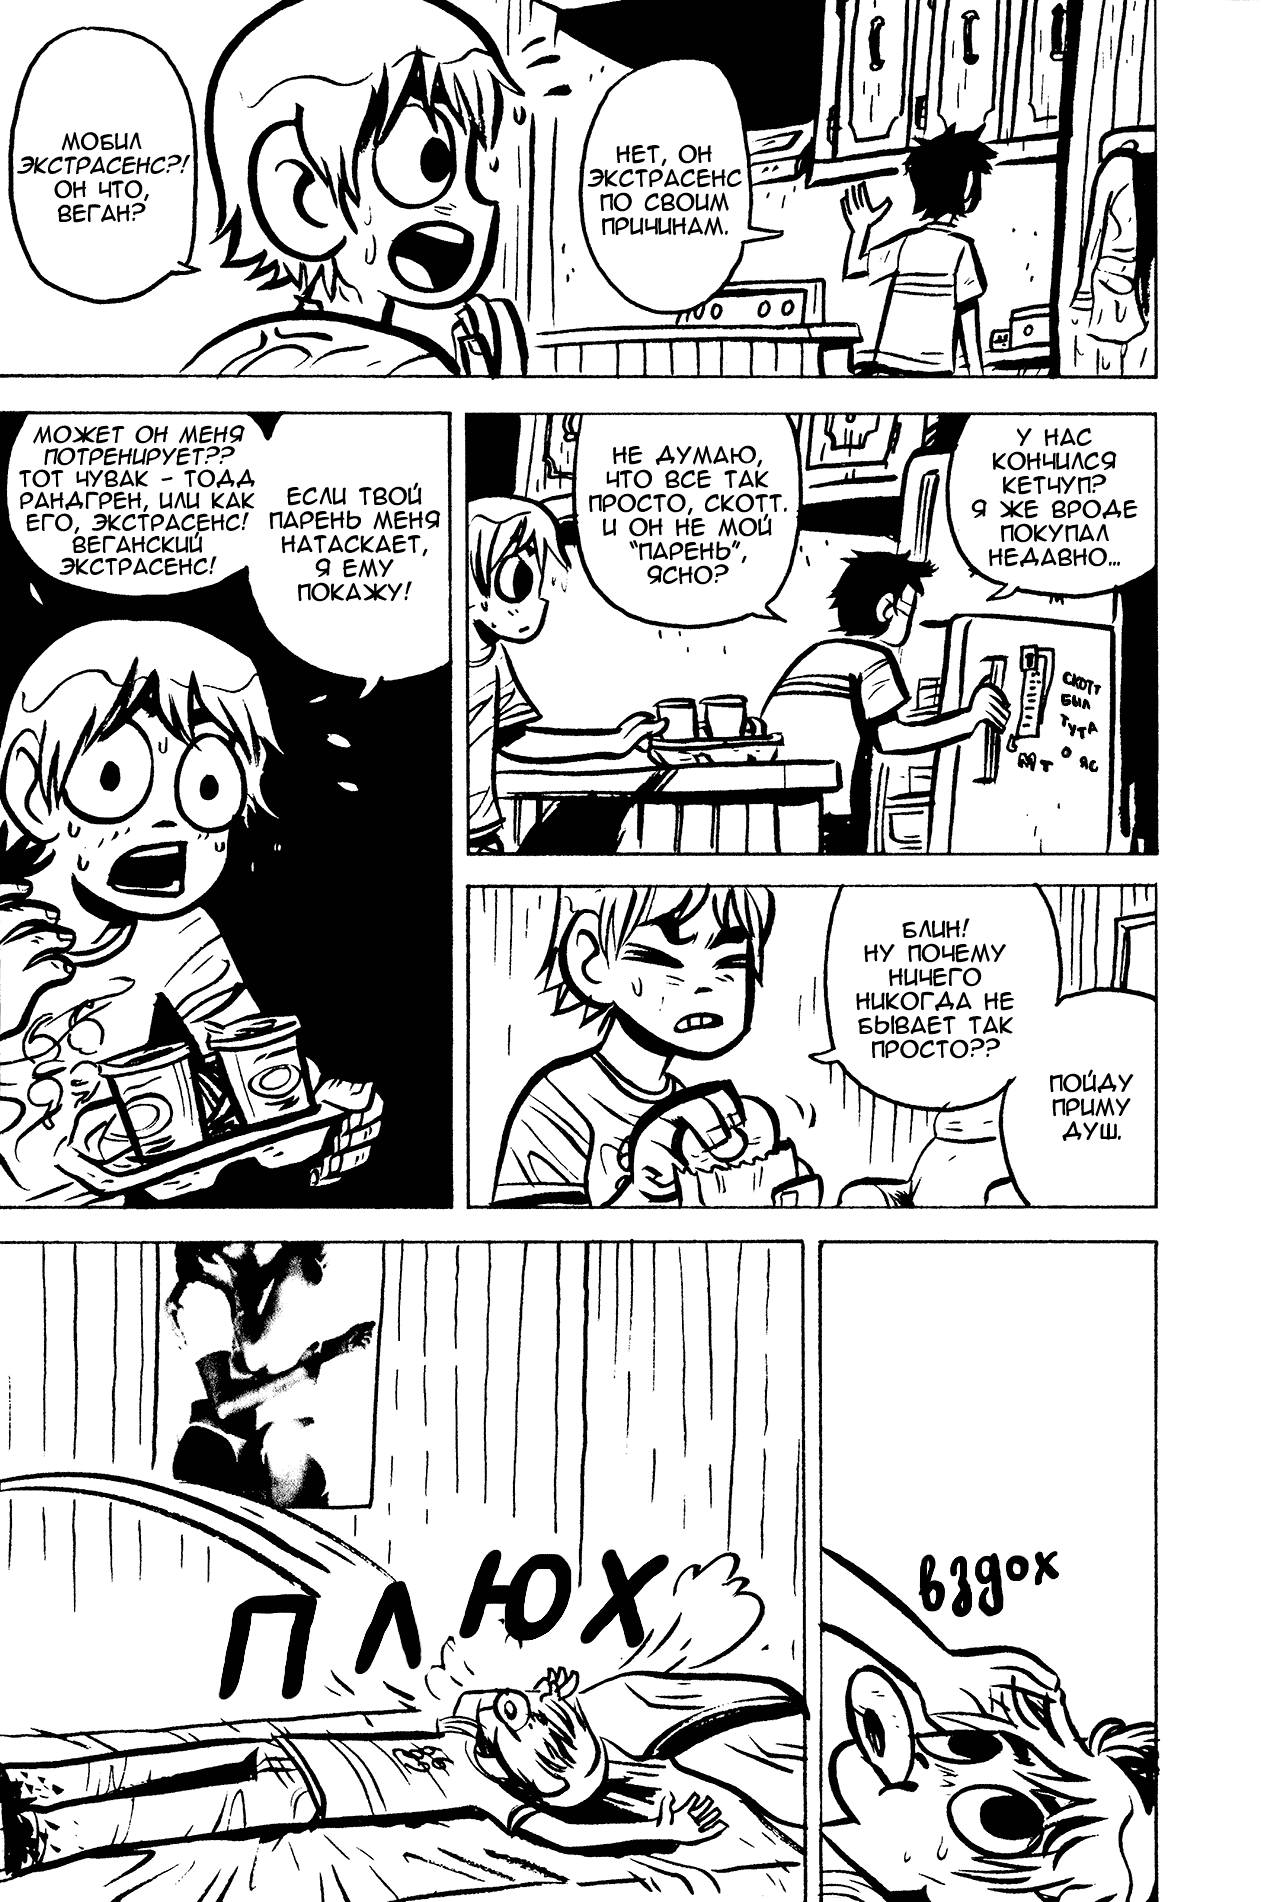 МОБИЛ
ЭКСТРАСЕНС?!
ОН ЧТО,
ВЕГАН?
НЕТ, ОН
ЭКСТРАСЕНС
ПО СВОИМ
ПРИЧИНАМ.
МОЖЕТ ОН МЕНЯ
ПОТРЕНИРУЕТ??
ТОТ ЧУВАК - ТОДД
РАНДГРЕН, ИЛИ КАК
ЕГО, ЭКСТРАСЕНС!
ВЕГАНСКИЙ
ЭКСТРАСЕНС!
ЕСЛИ ТВОЙ
ПАРЕНЬ МЕНЯ
НАТАСКАЕТ,
Я ЕМУ
ПОКАЖУ!
НЕ ДУМАЮ,
ЧТО ВСЕ ТАК
ПРОСТО, СКОТТ.
И ОН НЕ МОЙ
"ПАРЕНЬ",
ЯСНО?
У НАС
КОНЧИЛСЯ
КЕТЧУП?
Я ЖЕ ВРОДЕ
ПОКУПАЛ
НЕДАВНО...
СКОТТ
БЫЛ
ТУТА
О ЯС
МТ
БЛИН!
НУ ПОЧЕМУ
НИЧЕГО
НИКОГДА НЕ
БЫВАЕТ ТАК
ПРОСТО??
ПОЙДУ
ПРИМУ
ДУШ.
ПЛЮХ
вздох